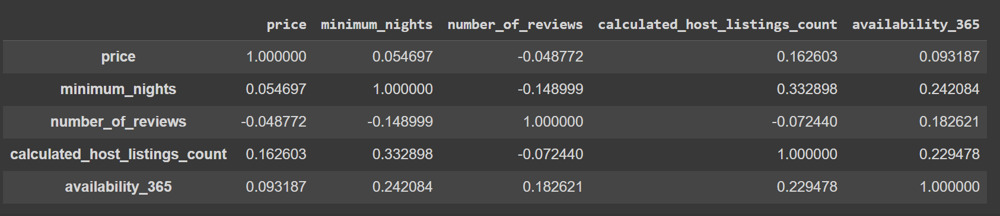 price minimum_nights number_of_reviews calculated_host_listings_count availability_365
price 1.000000 0.054697 -0.048772 0.162603 0.093187
minimum_nights 0.054697 1.000000 -0.148999 0.332898 0.242084
number_of_reviews -0.048772 -0.148999 1.000000 -0.072440 0.182621
calculated_host_listings_count 0.162603 0.332898 -0.072440 1.000000 0.229478
availability_365 0.093187 0.242084 0.182621 0.229478 1.000000